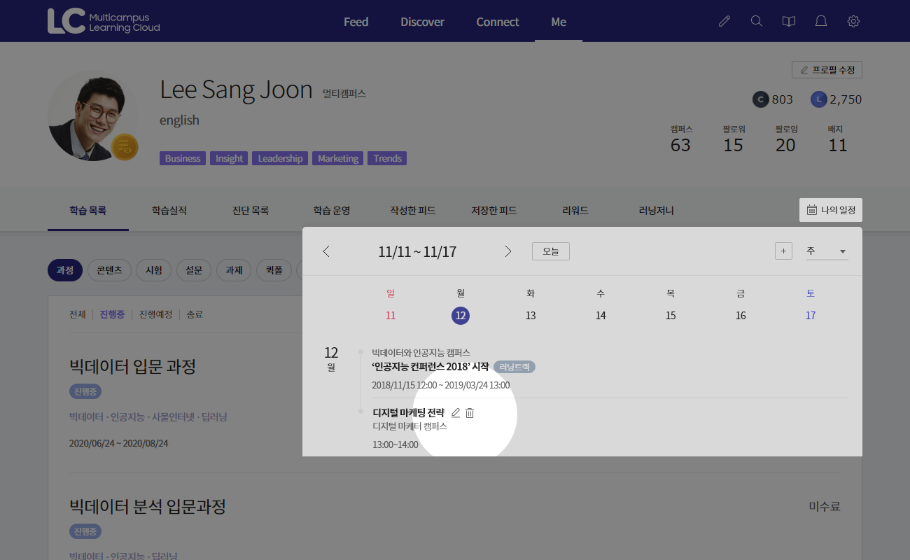 LC Multicampus
Learning Cloud
Feed Discover Connect Me
프로필 수정
Lee Sang Joon 멀티캠퍼스
C 803 L 2,750
english
캠퍼스 팔로워 팔로잉 배지
63 15 20 11
Business Insight Leadership Marketing Trends
학습 목록 학습실적 진단 목록 학습 운영 작성한 피드 저장한 피드 리워드 러닝저니 나의 일정
11/11 ~ 11/17 오늘 + 주
과정 콘텐츠 시험 설문 과제 퀵폴
일 월 화 수 목 금 토
11 12 13 14 15 16 17
전체 진행중 진행예정 종료
12
월
빅데이터와 인공지능 캠퍼스
‘인공지능 컨퍼런스 2018’ 시작 러닝트랙
2018/11/15 12:00 ~ 2019/03/24 13:00
디지털 마케팅 전략
디지털 마케터 캠퍼스
13:00~14:00
빅데이터 입문 과정
진행중
빅데이터 · 인공지능 · 사물인터넷 · 딥러닝
2020/06/24 ~ 2020/08/24
빅데이터 분석 입문과정 미수료
진행중
빅데이터 · 인공지능 · 딥러닝